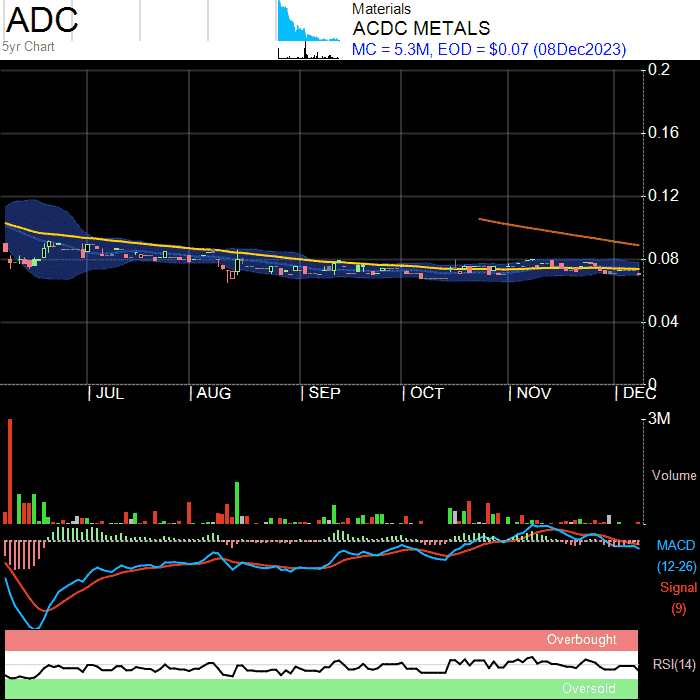 ADC
5yr Chart
Materials
ACDC METALS
MC = 5.3M, EOD = $0.07 (08Dec2023)
0.2
0.16
0.12
0.08
0.04
0
| JUL | AUG | SEP | OCT | NOV | DEC
3M
Volume
MACD
(12-26)
Signal
(9)
Overbought
RSI(14)
Oversold